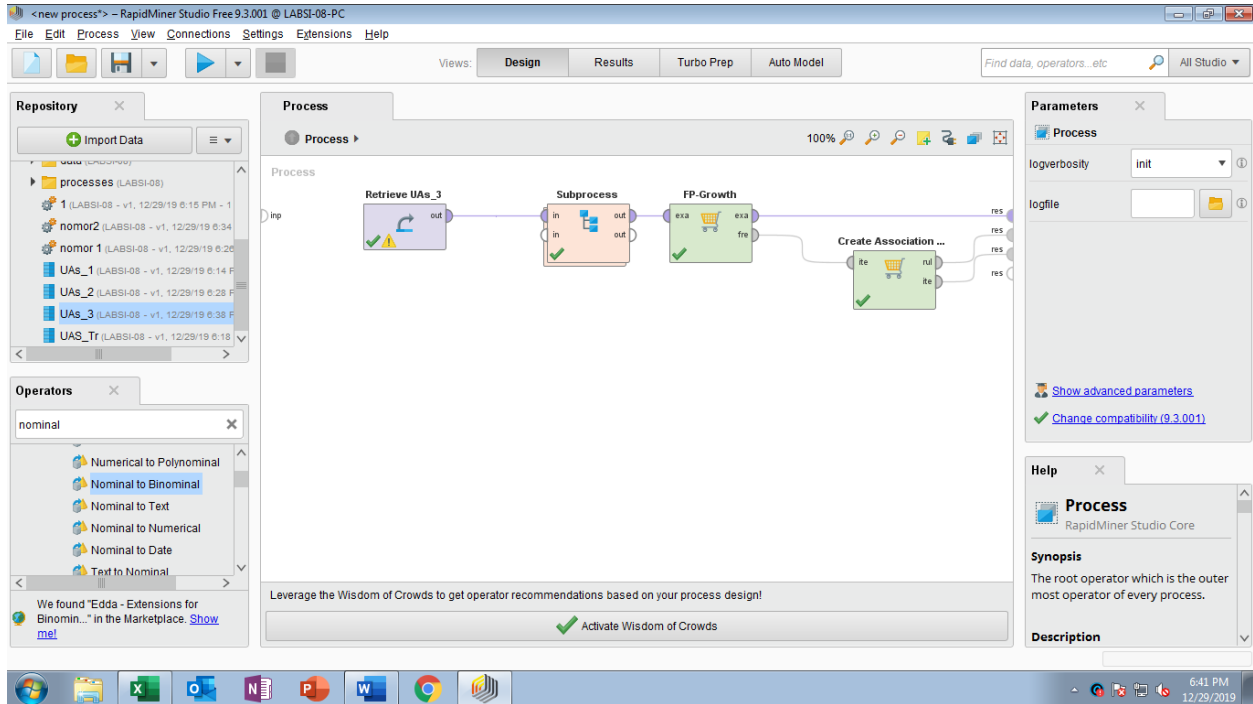 <new process*> – RapidMiner Studio Free 9.3.001 @ LABSI-08-PC
File Edit Process View Connections Settings Extensions Help
Views: Design Results Turbo Prep Auto Model
Find data, operators...etc
All Studio
Repository
Import Data
data (LABSI-08)
processes (LABSI-08)
1 (LABSI-08 - v1, 12/29/19 6:15 PM - 1
nomor2 (LABSI-08 - v1, 12/29/19 6:34
nomor 1 (LABSI-08 - v1, 12/29/19 6:26
UAs_1 (LABSI-08 - v1, 12/29/19 6:14 P
UAs_2 (LABSI-08 - v1, 12/29/19 6:28 P
UAs_3 (LABSI-08 - v1, 12/29/19 6:38 P
UAS_Tr (LABSI-08 - v1, 12/29/19 6:18
Operators
nominal
Numerical to Polynominal
Nominal to Binominal
Nominal to Text
Nominal to Numerical
Nominal to Date
Text to Nominal
We found "Edda - Extensions for
Binomin..." in the Marketplace. Show
me!
Process
Process
100%
Process
inp
Retrieve UAs_3
out
Subprocess
in out
in out
FP-Growth
exa exa
fre
Create Association ...
ite rul
ite
res
res
res
res
Leverage the Wisdom of Crowds to get operator recommendations based on your process design!
Activate Wisdom of Crowds
Parameters
Process
logverbosity init
logfile
Show advanced parameters
Change compatibility (9.3.001)
Help
Process
RapidMiner Studio Core
Synopsis
The root operator which is the outer
most operator of every process.
Description
6:41 PM
12/29/2019